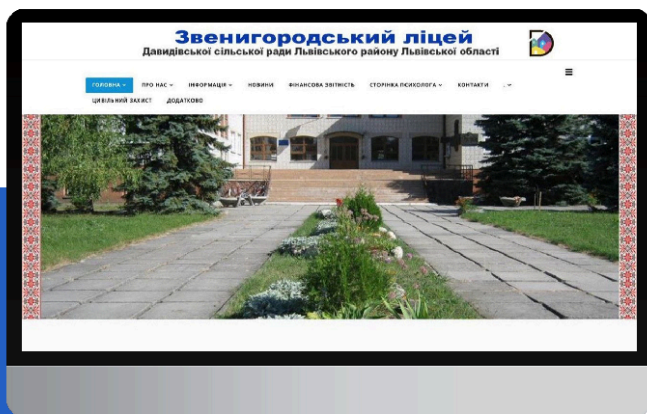 Звенигородський ліцей
Давидівської сільської ради Львівського району Львівської області
ГОЛОВНА ПРО НАС ІНФОРМАЦІЯ НОВИНИ ФІНАНСОВА ЗВІТНІСТЬ СТОРІНКА ПСИХОЛОГА КОНТАКТИ .
ЦИВІЛЬНИЙ ЗАХИСТ ДОДАТКОВО